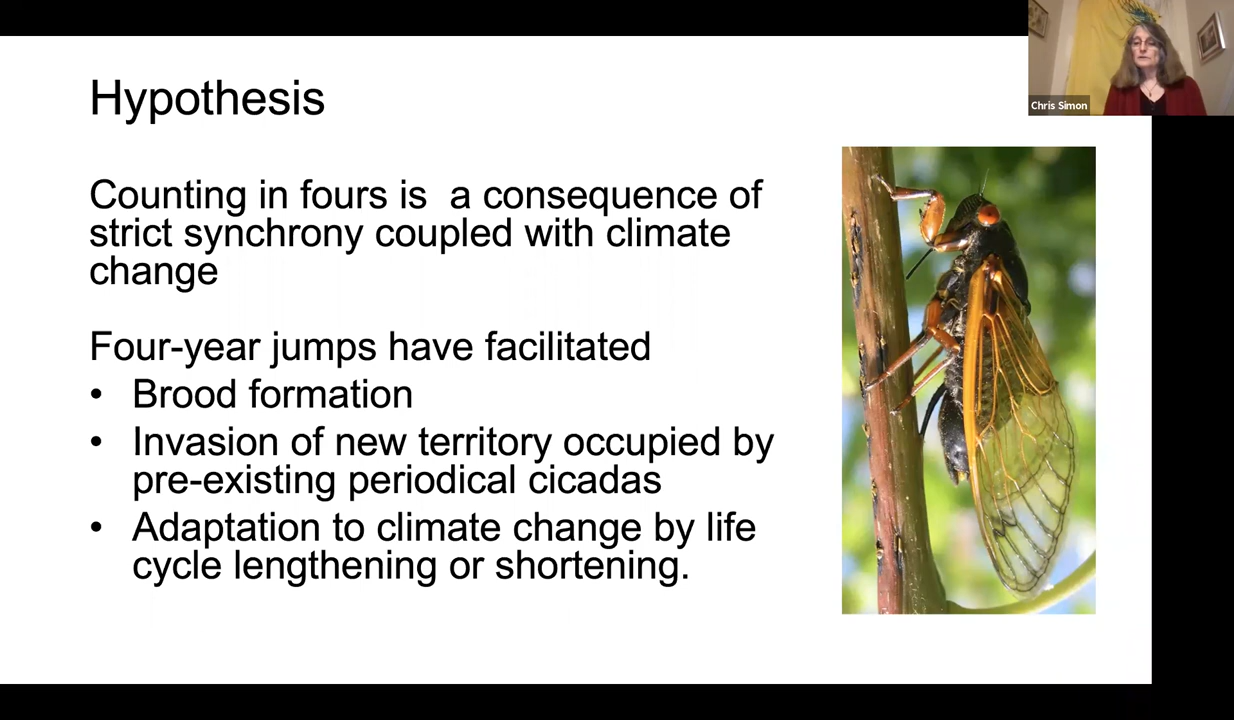 Chris Simon
Hypothesis
Counting in fours is  a consequence of
strict synchrony coupled with climate
change
Four-year jumps have facilitated
• Brood formation
• Invasion of new territory occupied by
pre-existing periodical cicadas
• Adaptation to climate change by life
cycle lengthening or shortening.